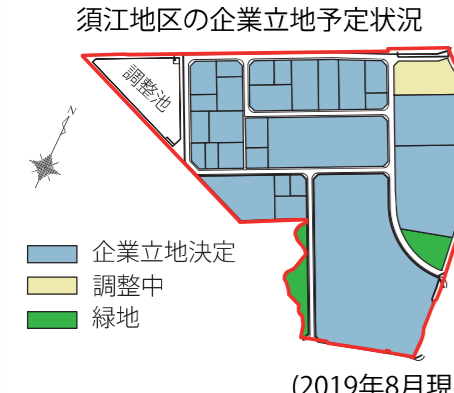 須江地区の企業立地予定状況
調整池
N
企業立地決定
調整中
緑地
(2019年8月現